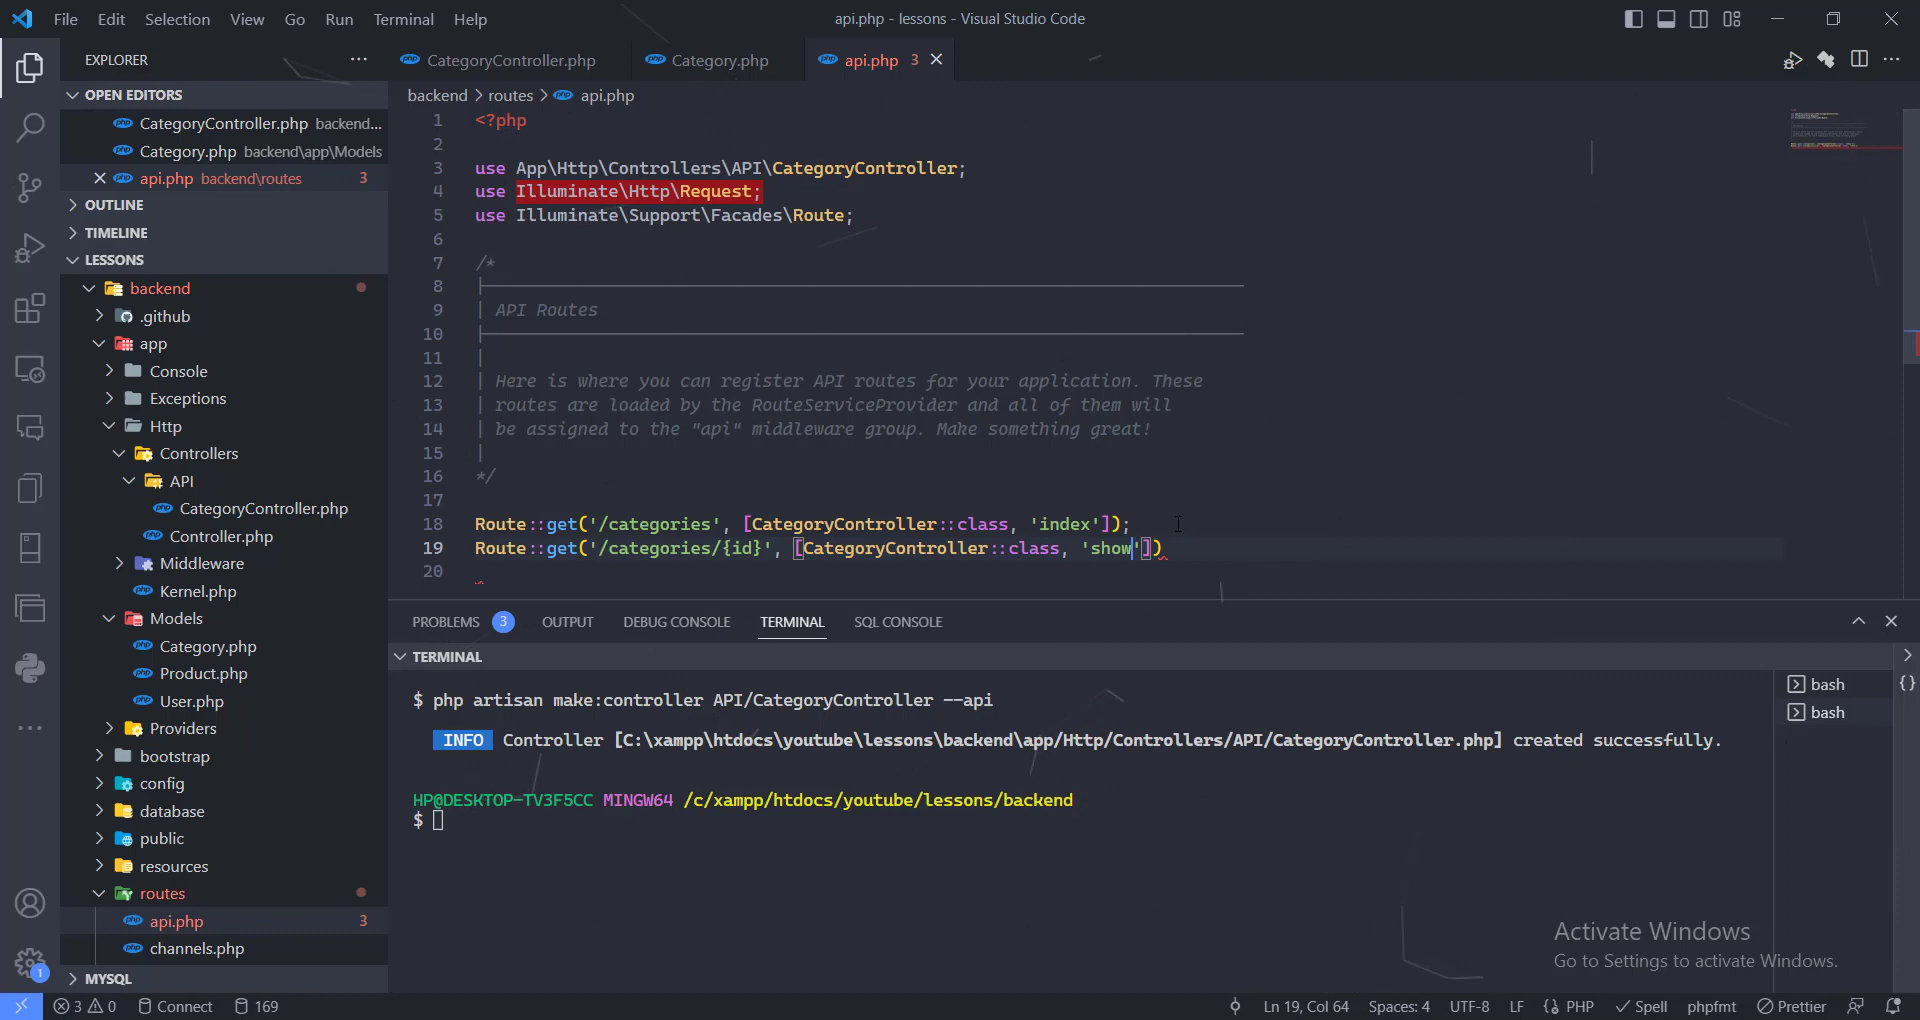 File Edit Selection View Go Run Terminal Help
api.php - lessons - Visual Studio Code
EXPLORER
OPEN EDITORS
CategoryController.php backend...
Category.php backend\app\Models
api.php backend\routes 3
OUTLINE
TIMELINE
LESSONS
backend
.github
app
Console
Exceptions
Http
Controllers
API
CategoryController.php
Controller.php
Middleware
Kernel.php
Models
Category.php
Product.php
User.php
Providers
bootstrap
config
database
public
resources
routes
api.php 3
channels.php
MYSQL
CategoryController.php
Category.php
api.php 3
backend > routes > api.php
1 <?php
2
3 use App\Http\Controllers\API\CategoryController;
4 use Illuminate\Http\Request;
5 use Illuminate\Support\Facades\Route;
6
7 /*
8 |--------------------------------------------------------------------------
9 | API Routes
10 |--------------------------------------------------------------------------
11 |
12 | Here is where you can register API routes for your application. These
13 | routes are loaded by the RouteServiceProvider and all of them will
14 | be assigned to the "api" middleware group. Make something great!
15 |
16 */
17
18 Route::get('/categories', [CategoryController::class, 'index']);
19 Route::get('/categories/{id}', [CategoryController::class, 'show'])
20
PROBLEMS 3 OUTPUT DEBUG CONSOLE TERMINAL SQL CONSOLE
TERMINAL
$ php artisan make:controller API/CategoryController --api
INFO Controller [C:\xampp\htdocs\youtube\lessons\backend\app/Http/Controllers/API/CategoryController.php] created successfully.
HP@DESKTOP-TV3F5CC MINGW64 /c/xampp/htdocs/youtube/lessons/backend
$
bash
bash
Activate Windows
Go to Settings to activate Windows.
1
3 0 Connect 169
Ln 19, Col 64 Spaces: 4 UTF-8 LF {} PHP Spell phpfmt Prettier